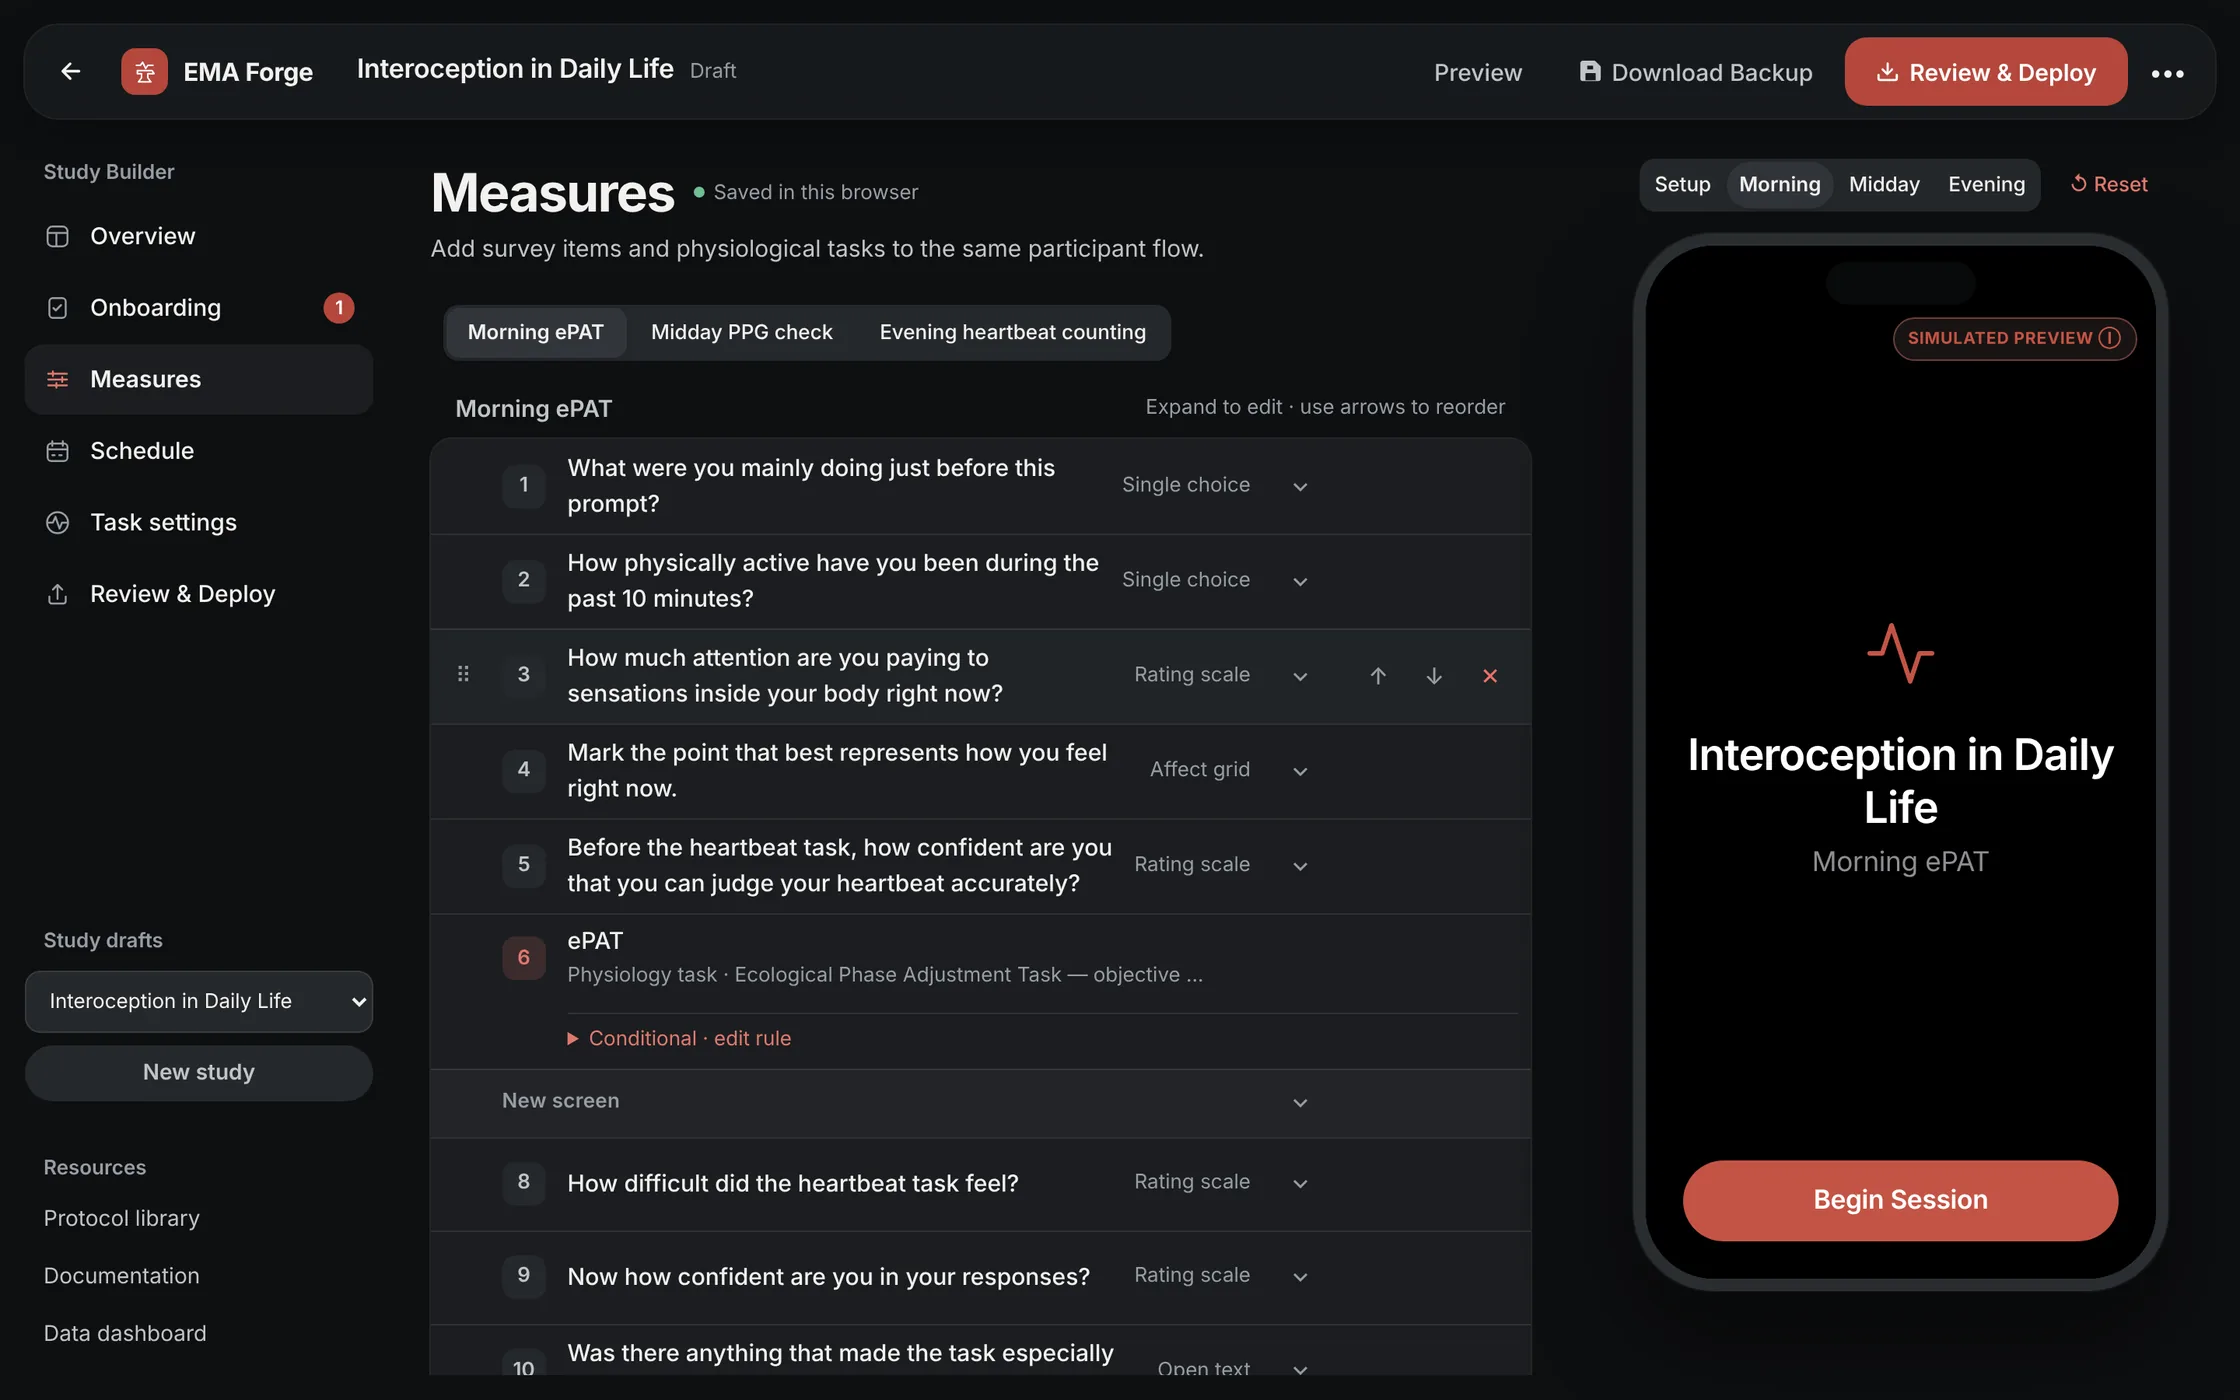 EMA Forge
Interoception in Daily Life Draft
Preview
Download Backup
Review & Deploy
Study Builder
Overview
Onboarding 1
Measures
Schedule
Task settings
Review & Deploy
Study drafts
Interoception in Daily Life
New study
Resources
Protocol library
Documentation
Data dashboard
Measures Saved in this browser
Add survey items and physiological tasks to the same participant flow.
Morning ePAT Midday PPG check Evening heartbeat counting
Morning ePAT Expand to edit · use arrows to reorder
1 What were you mainly doing just before this
prompt?
Single choice
2 How physically active have you been during the
past 10 minutes?
Single choice
3 How much attention are you paying to
sensations inside your body right now?
Rating scale
4 Mark the point that best represents how you feel
right now.
Affect grid
5 Before the heartbeat task, how confident are you
that you can judge your heartbeat accurately?
Rating scale
6 ePAT
Physiology task · Ecological Phase Adjustment Task — objective ...
Conditional · edit rule
New screen
8 How difficult did the heartbeat task feel? Rating scale
9 Now how confident are you in your responses? Rating scale
10 Was there anything that made the task especially
Open text
Setup Morning Midday Evening Reset
SIMULATED PREVIEW
Interoception in Daily
Life
Morning ePAT
Begin Session